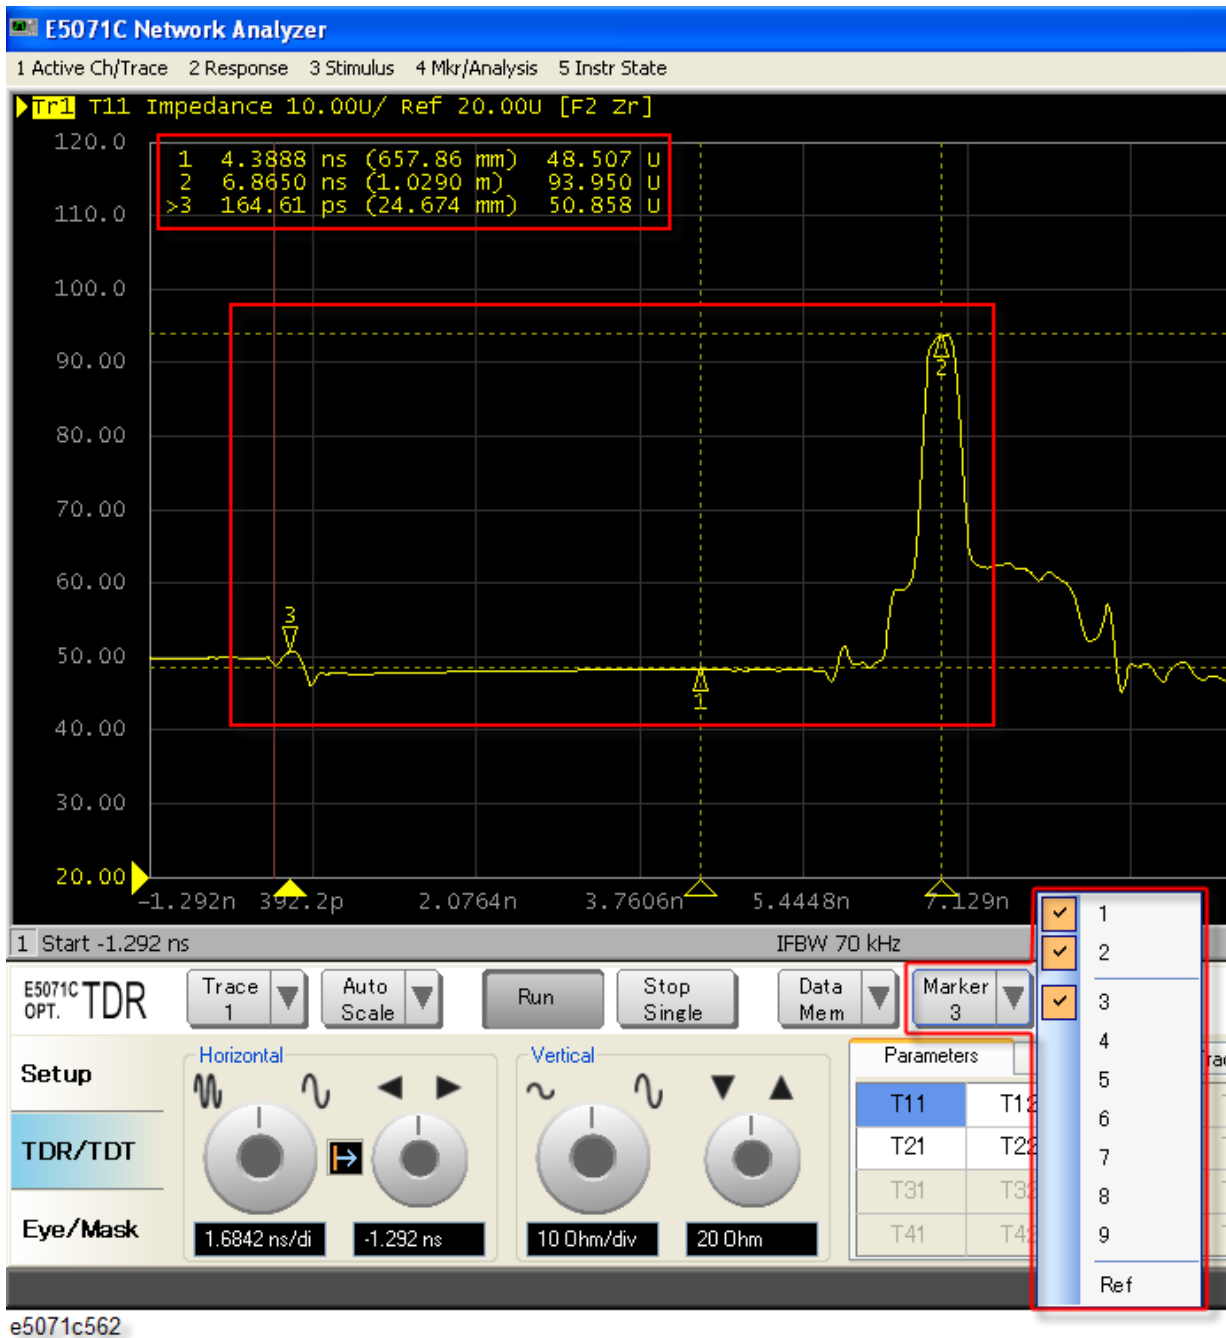 E5071C Network Analyzer
1 Active Ch/Trace 2 Response 3 Stimulus 4 Mkr/Analysis 5 Instr State
Tr1 T11 Impedance 10.00U/ Ref 20.00U [F2 Zr]
120.0
1 4.3888 ns (657.86 mm) 48.507 U
2 6.8650 ns (1.0290 m) 93.950 U
>3 164.61 ps (24.674 mm) 50.858 U
110.0
100.0
90.00
2
80.00
70.00
60.00
3
50.00
1
40.00
30.00
20.00
-1.292n 392.2p 2.0764n 3.7606n 5.4448n 7.129n
1 Start -1.292 ns IFBW 70 kHz
E5071C OPT. TDR
Trace 1
Auto Scale
Run
Stop Single
Data Mem
Marker 3
1
2
3
4
5
6
7
8
9
Ref
Setup
TDR/TDT
Eye/Mask
Horizontal
1.6842 ns/di
-1.292 ns
Vertical
10 Ohm/div
20 Ohm
Parameters
T11 T12
T21 T22
T31 T32
T41 T42
e5071c562